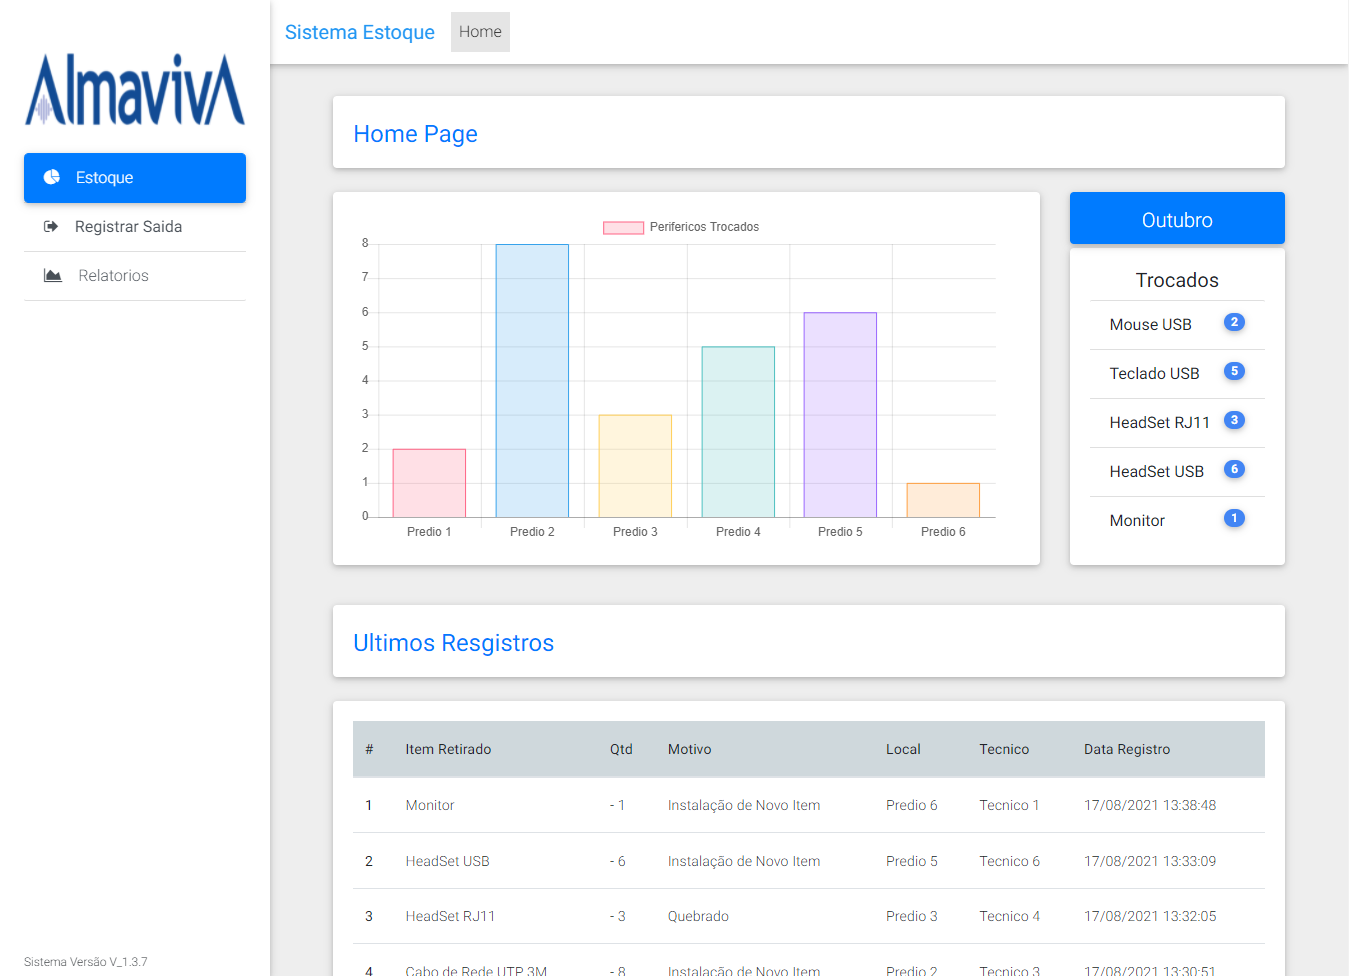 AlmavivA
Estoque
Registrar Saida
Relatorios
Sistema Versão V_1.3.7
Sistema Estoque Home
Home Page
Perifericos Trocados
8
7
6
5
4
3
2
1
0
Predio 1 Predio 2 Predio 3 Predio 4 Predio 5 Predio 6
Outubro
Trocados
Mouse USB 2
Teclado USB 5
HeadSet RJ11 3
HeadSet USB 6
Monitor 1
Ultimos Resgistros
# Item Retirado Qtd Motivo Local Tecnico Data Registro
1 Monitor - 1 Instalação de Novo Item Predio 6 Tecnico 1 17/08/2021 13:38:48
2 HeadSet USB - 6 Instalação de Novo Item Predio 5 Tecnico 6 17/08/2021 13:33:09
3 HeadSet RJ11 - 3 Quebrado Predio 3 Tecnico 4 17/08/2021 13:32:05
4 Cabo de Rede UTP 3M - 8 Instalação de Novo Item Predio 2 Tecnico 3 17/08/2021 13:30:51